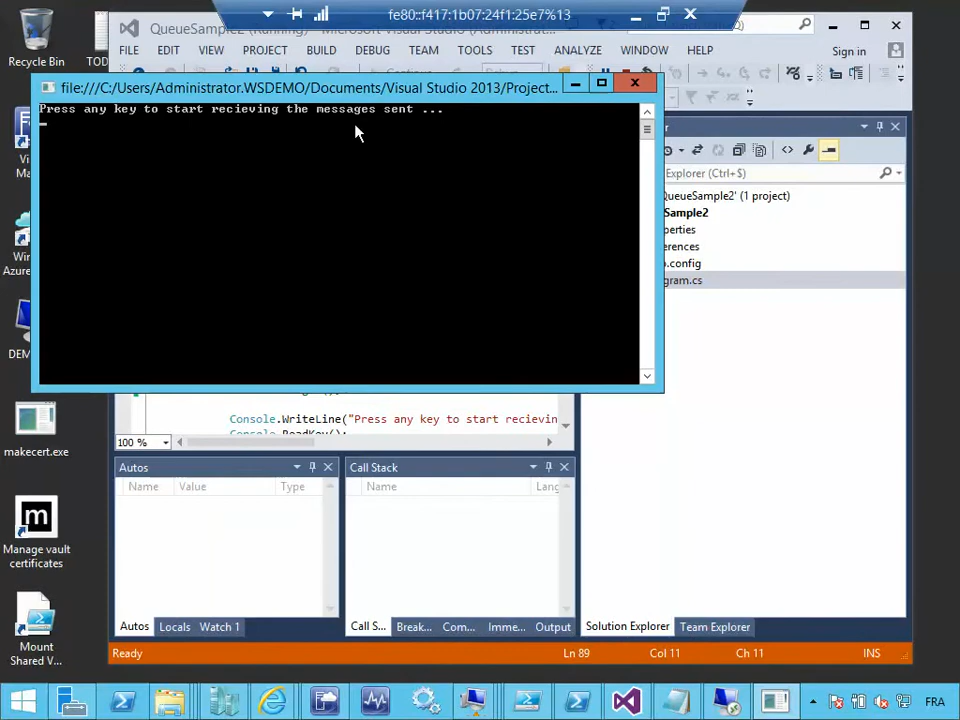 fe80::f417:1b07:24f1:25e7%13
Recycle Bin
TOD
QueueSample2 (Running) - Microsoft Visual Studio (Administrat...
FILE EDIT VIEW PROJECT BUILD DEBUG TEAM TOOLS TEST ANALYZE WINDOW HELP Sign in
file:///C:/Users/Administrator.WSDEMO/Documents/Visual Studio 2013/Project...
Press any key to start recieving the messages sent ...
Explorer (Ctrl+$)
QueueSample2' (1 project)
Sample2
perties
erences
.config
gram.cs
Azure
DEM
Console.WriteLine("Press any key to start recievin
Console.ReadKey();
100 %
makecert.exe
Autos
Call Stack
Name Value Type
Name Lang
Manage vault
certificates
Mount
Shared V...
Autos Locals Watch 1
Call S... Break... Com... Imme... Output
Solution Explorer Team Explorer
Ready Ln 89 Col 11 Ch 11 INS
FRA